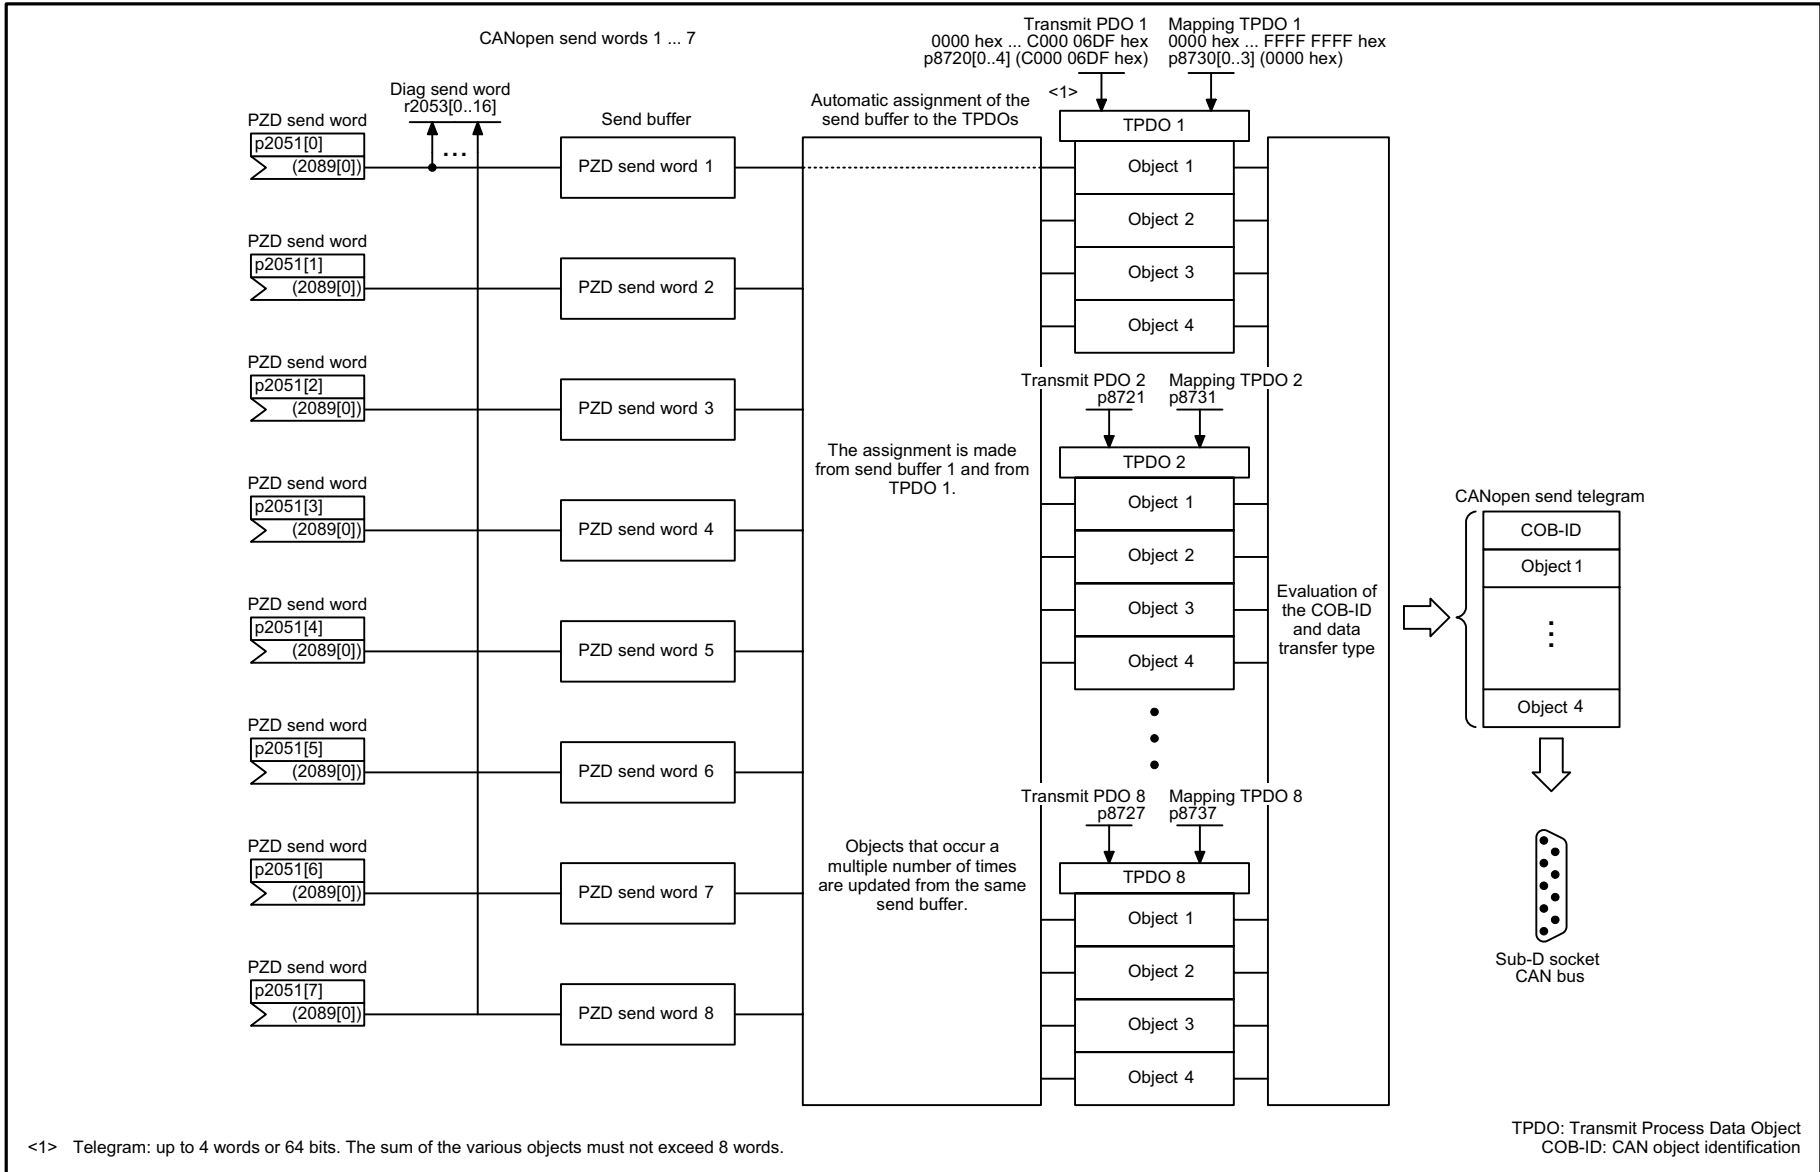 CANopen send words 1 ... 7
Transmit PDO 1
0000 hex ... C000 06DF hex
p8720[0..4] (C000 06DF hex)
Mapping TPDO 1
0000 hex ... FFFF FFFF hex
p8730[0..3] (0000 hex)
<1>
Diag send word
r2053[0..16]
...
Send buffer
Automatic assignment of the
send buffer to the TPDOs
PZD send word
p2051[0]
(2089[0])
PZD send word 1
PZD send word
p2051[1]
(2089[0])
PZD send word 2
PZD send word
p2051[2]
(2089[0])
PZD send word 3
PZD send word
p2051[3]
(2089[0])
PZD send word 4
PZD send word
p2051[4]
(2089[0])
PZD send word 5
PZD send word
p2051[5]
(2089[0])
PZD send word 6
PZD send word
p2051[6]
(2089[0])
PZD send word 7
PZD send word
p2051[7]
(2089[0])
PZD send word 8
The assignment is made
from send buffer 1 and from
TPDO 1.
Objects that occur a
multiple number of times
are updated from the same
send buffer.
TPDO 1
Object 1
Object 2
Object 3
Object 4
Transmit PDO 2
p8721
Mapping TPDO 2
p8731
TPDO 2
Object 1
Object 2
Object 3
Object 4
Transmit PDO 8
p8727
Mapping TPDO 8
p8737
TPDO 8
Object 1
Object 2
Object 3
Object 4
Evaluation of
the COB-ID
and data
transfer type
CANopen send telegram
COB-ID
Object 1
Object 4
Sub-D socket
CAN bus
<1> Telegram: up to 4 words or 64 bits. The sum of the various objects must not exceed 8 words.
TPDO: Transmit Process Data Object
COB-ID: CAN object identification